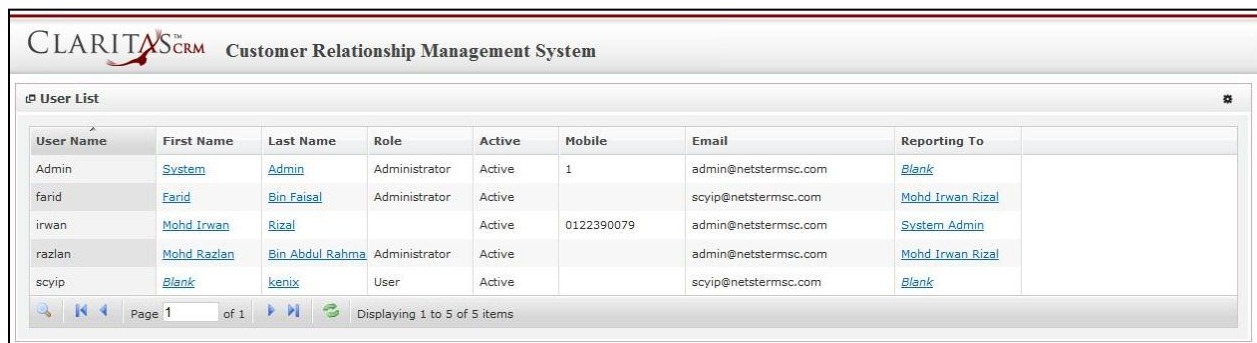 CLARITAS™CRM Customer Relationship Management System
User List
User Name First Name Last Name Role Active Mobile Email Reporting To
Admin System Admin Administrator Active 1 admin@netstermsc.com Blank
farid Farid Bin Faisal Administrator Active scyip@netstermsc.com Mohd Irwan Rizal
irwan Mohd Irwan Rizal Active 0122390079 admin@netstermsc.com System Admin
razlan Mohd Razlan Bin Abdul Rahma Administrator Active admin@netstermsc.com Mohd Irwan Rizal
scyip Blank kenix User Active scyip@netstermsc.com Blank
Page 1 of 1 Displaying 1 to 5 of 5 items